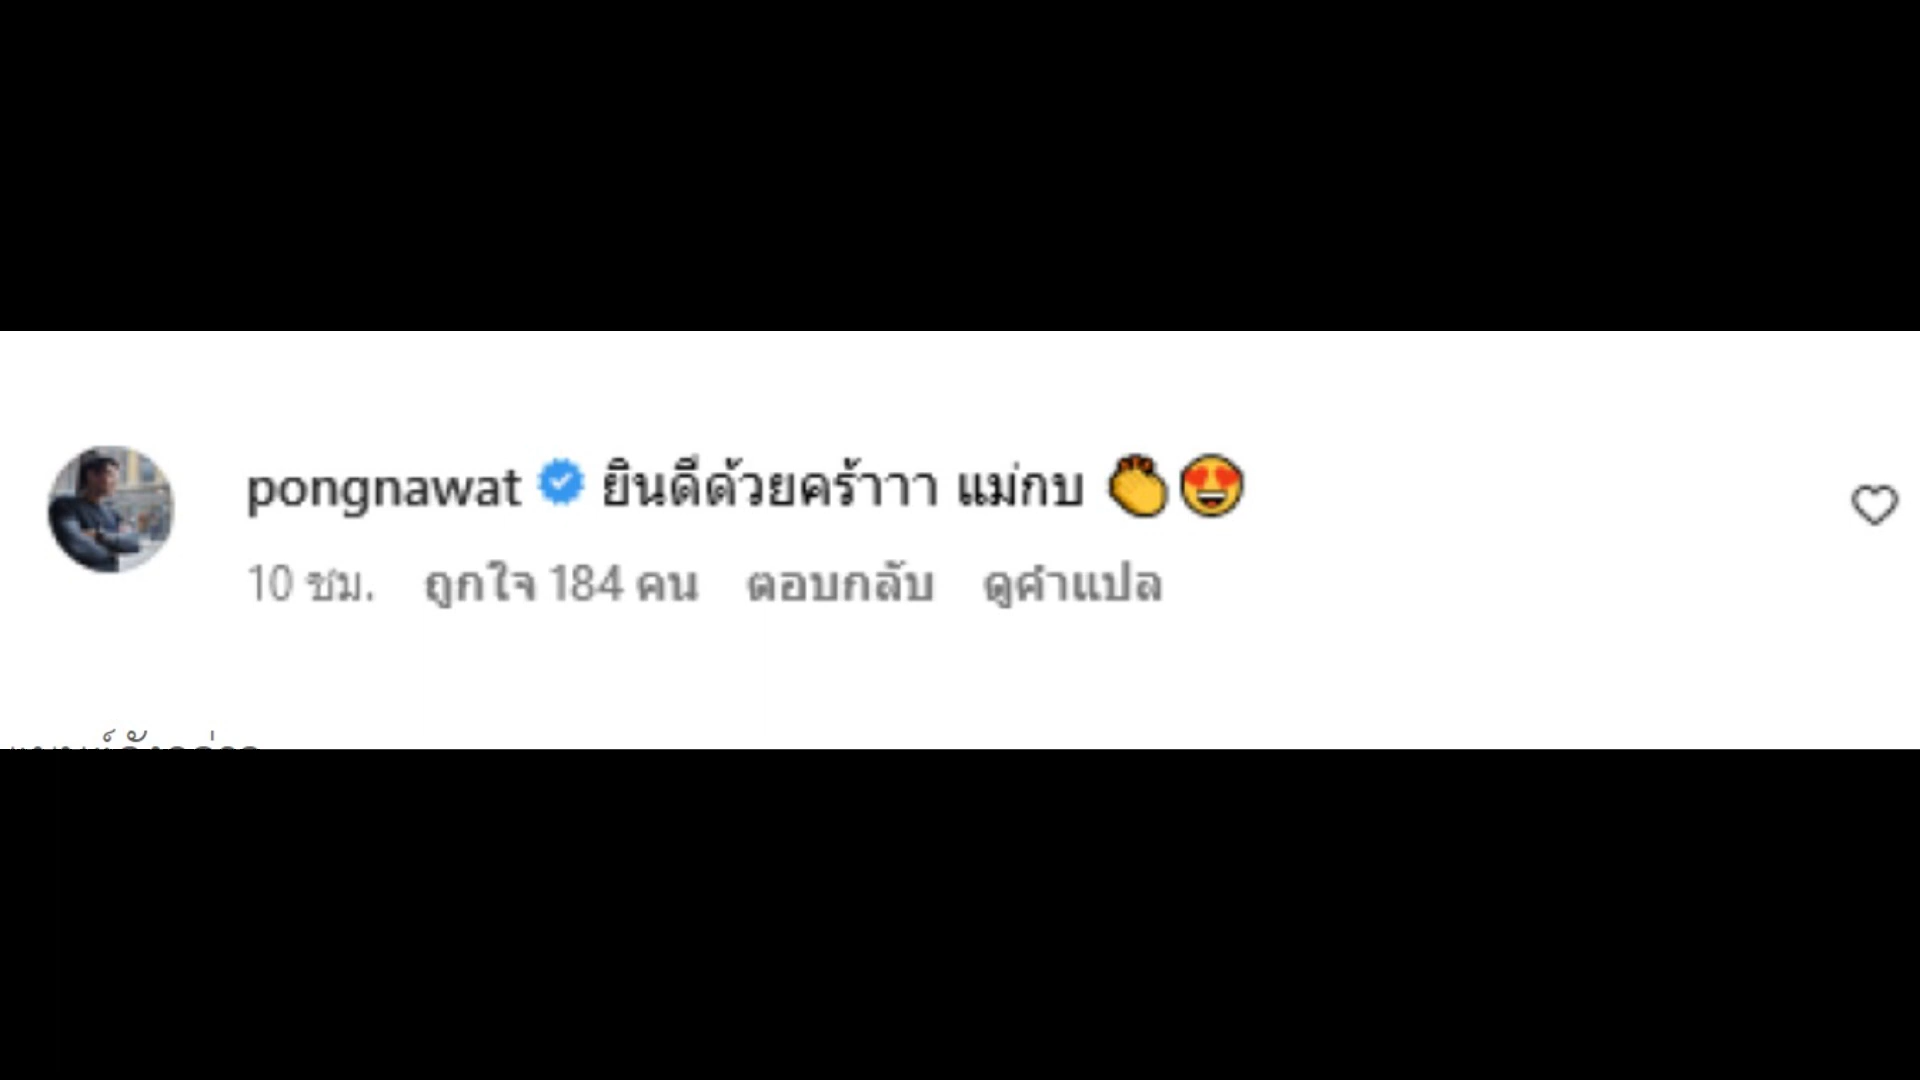 pongnawat ยินดีด้วยคร้าาา แม่กบ 👏😍
10 ชม. ถูกใจ 184 คน ตอบกลับ ดูคำแปล